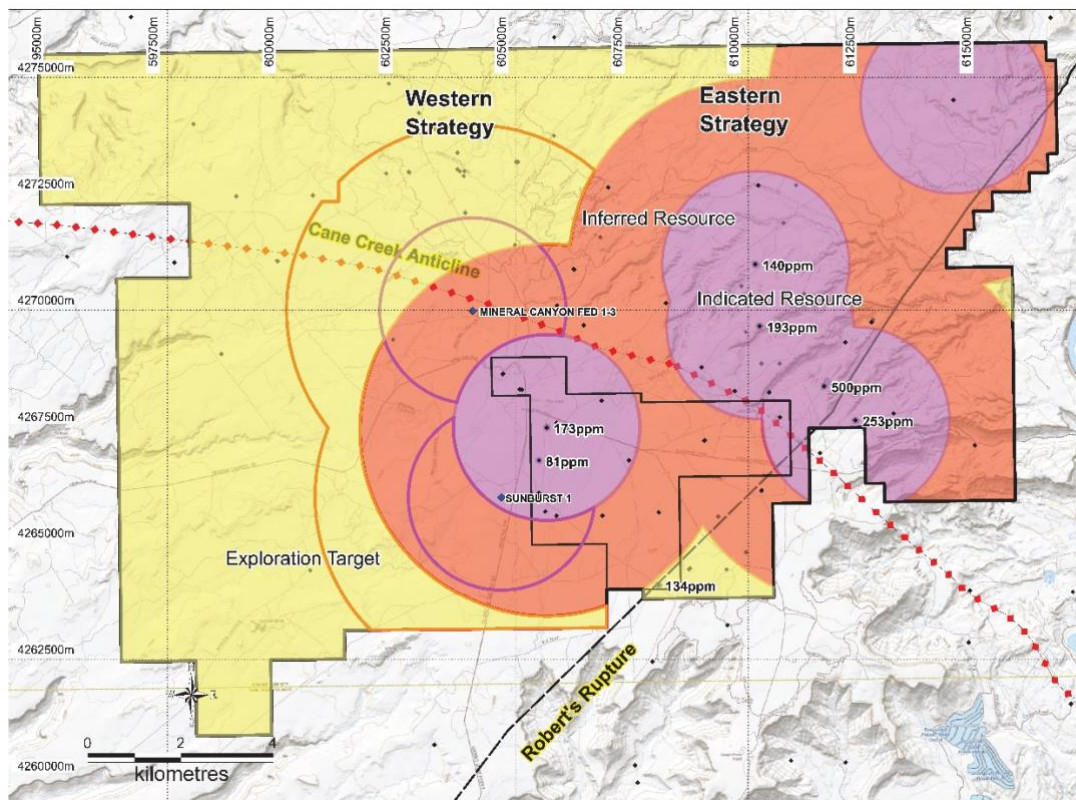 95000m
597500m
600000m
602500m
605000m
607500m
610000m
612500m
615000m
4275000m
Western
Strategy
Eastern
Strategy
4272500m
Inferred Resource
Cane Creek Anticline
140ppm
4270000m
MINERAL CANYON FED 1-3
Indicated Resource
193ppm
500ppm
4267500m
173ppm
253ppm
81ppm
SUNBURST 1
4265000m
Exploration Target
134ppm
4262500m
Robert's Rupture
0 2 4
kilometres
4260000m